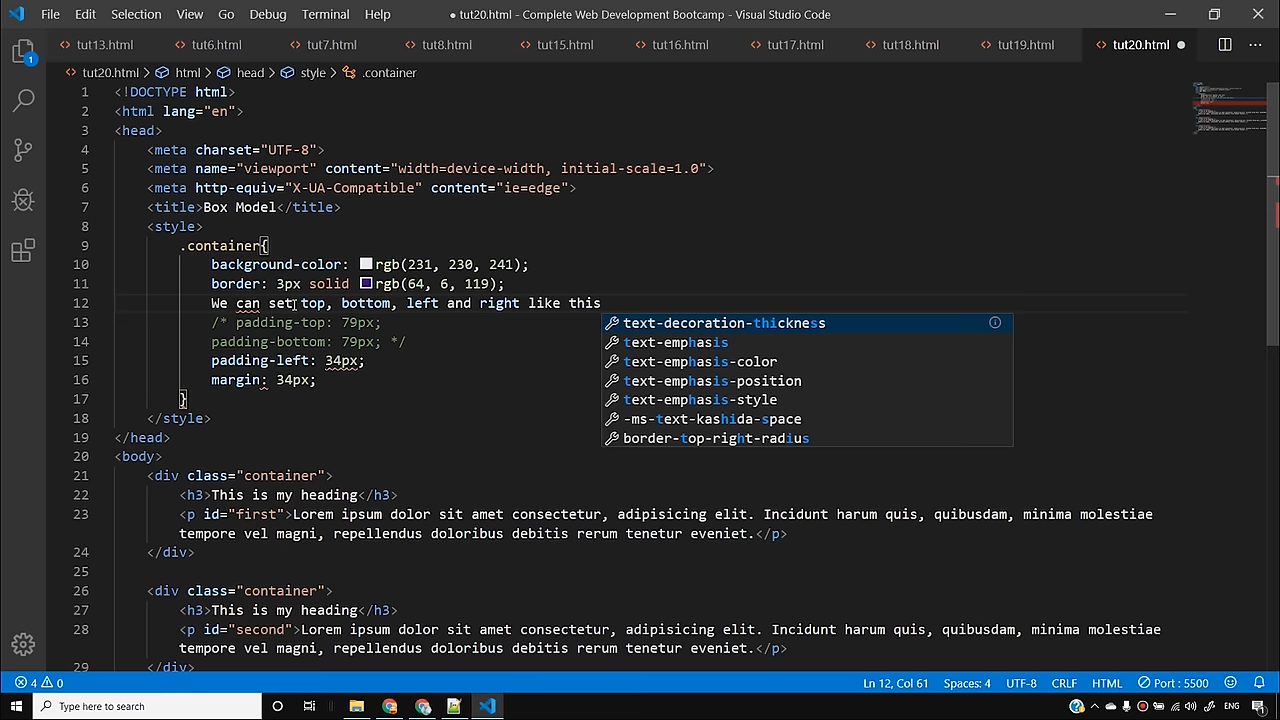 File Edit Selection View Go Debug Terminal Help ● tut20.html - Complete Web Development Bootcamp - Visual Studio Code
tut13.html tut6.html tut7.html tut8.html tut15.html tut16.html tut17.html tut18.html tut19.html tut20.html ●
tut20.html > html > head > style > .container
1 <!DOCTYPE html>
2 <html lang="en">
3 <head>
4 <meta charset="UTF-8">
5 <meta name="viewport" content="width=device-width, initial-scale=1.0">
6 <meta http-equiv="X-UA-Compatible" content="ie=edge">
7 <title>Box Model</title>
8 <style>
9 .container{
10 background-color: rgb(231, 230, 241);
11 border: 3px solid rgb(64, 6, 119);
12 We can set top, bottom, left and right like this
13 /* padding-top: 79px;
text-decoration-thickness
14 padding-bottom: 79px; */
text-emphasis
15 padding-left: 34px;
text-emphasis-color
16 margin: 34px;
text-emphasis-position
17 }
text-emphasis-style
18 </style>
-ms-text-kashida-space
19 </head>
border-top-right-radius
20 <body>
21 <div class="container">
22 <h3>This is my heading</h3>
23 <p id="first">Lorem ipsum dolor sit amet consectetur, adipisicing elit. Incidunt harum quis, quibusdam, minima molestiae
tempore vel magni, repellendus doloribus debitis rerum tenetur eveniet.</p>
24 </div>
25
26 <div class="container">
27 <h3>This is my heading</h3>
28 <p id="second">Lorem ipsum dolor sit amet consectetur, adipisicing elit. Incidunt harum quis, quibusdam, minima molestiae
tempore vel magni, repellendus doloribus debitis rerum tenetur eveniet.</p>
29 </div>
4 0 Ln 12, Col 61 Spaces: 4 UTF-8 CRLF HTML Port : 5500
Type here to search ENG